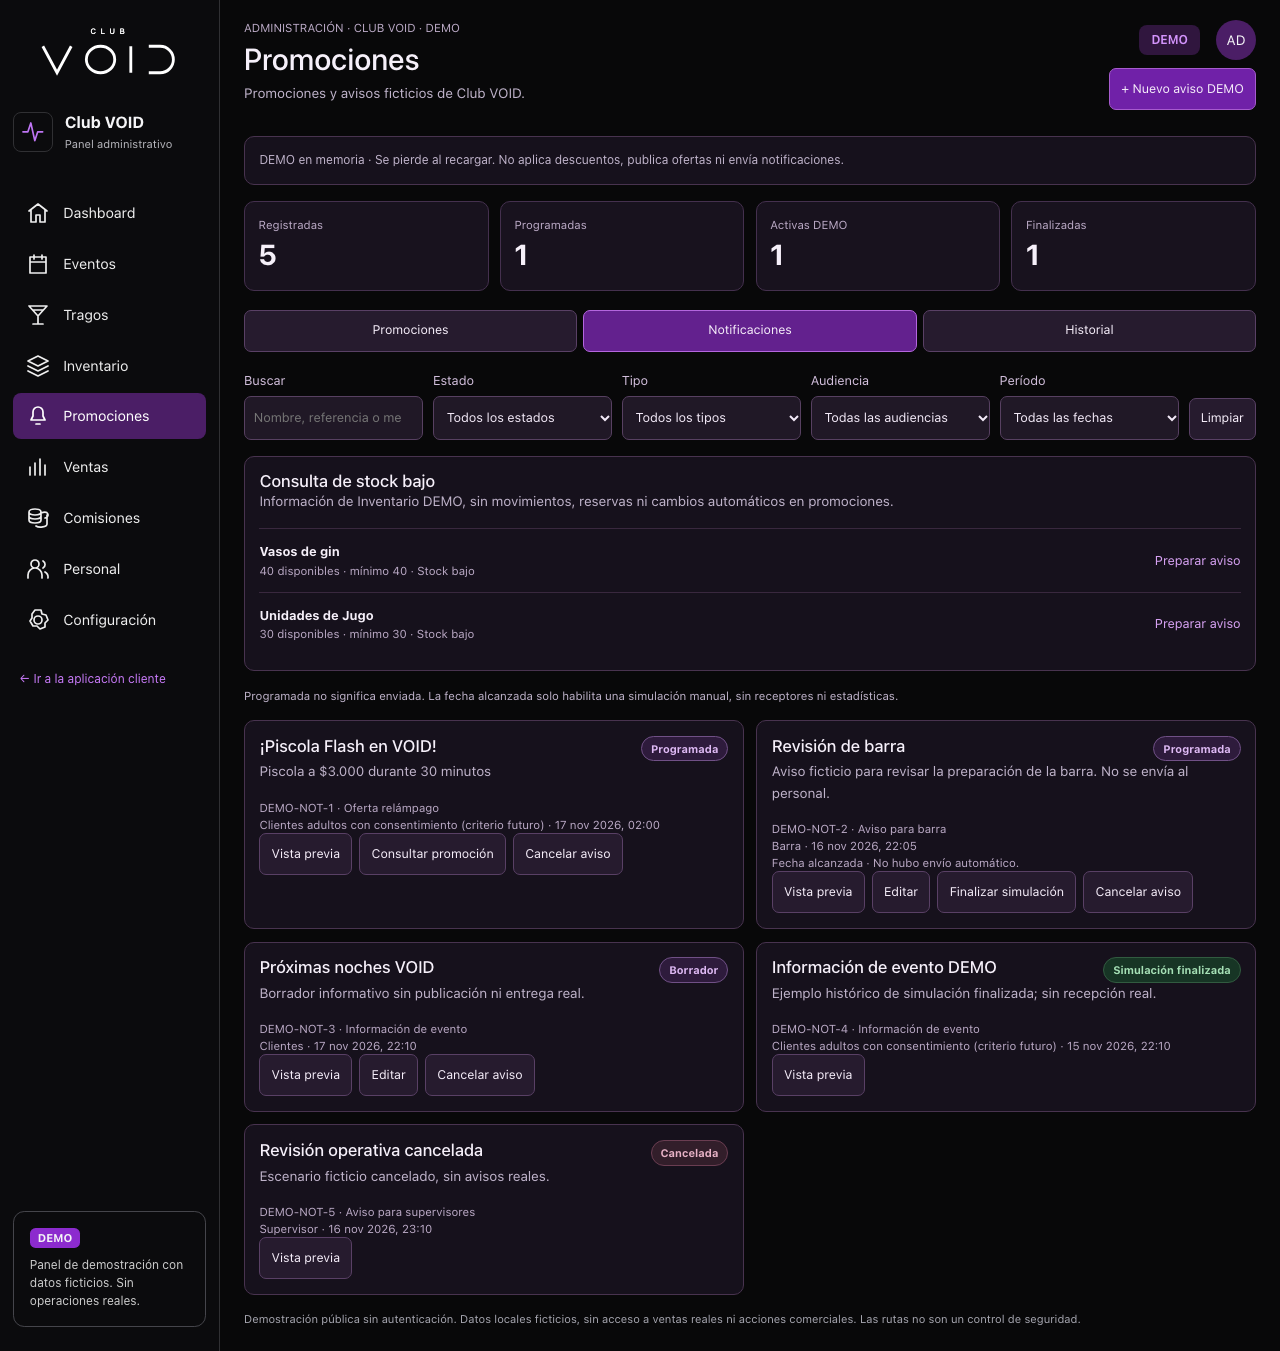 CLUB
VOID
Club VOID
Panel administrativo
Dashboard
Eventos
Tragos
Inventario
Promociones
Ventas
Comisiones
Personal
Configuración
← Ir a la aplicación cliente
DEMO
Panel de demostración con
datos ficticios. Sin
operaciones reales.
ADMINISTRACIÓN · CLUB VOID · DEMO
Promociones
Promociones y avisos ficticios de Club VOID.
DEMO
AD
+ Nuevo aviso DEMO
DEMO en memoria · Se pierde al recargar. No aplica descuentos, publica ofertas ni envía notificaciones.
Registradas
5
Programadas
1
Activas DEMO
1
Finalizadas
1
Promociones
Notificaciones
Historial
Buscar
Nombre, referencia o me
Estado
Todos los estados
Tipo
Todos los tipos
Audiencia
Todas las audiencias
Período
Todas las fechas
Limpiar
Consulta de stock bajo
Información de Inventario DEMO, sin movimientos, reservas ni cambios automáticos en promociones.
Vasos de gin
40 disponibles · mínimo 40 · Stock bajo
Preparar aviso
Unidades de Jugo
30 disponibles · mínimo 30 · Stock bajo
Preparar aviso
Programada no significa enviada. La fecha alcanzada solo habilita una simulación manual, sin receptores ni estadísticas.
¡Piscola Flash en VOID!
Programada
Piscola a $3.000 durante 30 minutos
DEMO-NOT-1 · Oferta relámpago
Clientes adultos con consentimiento (criterio futuro) · 17 nov 2026, 02:00
Vista previa
Consultar promoción
Cancelar aviso
Revisión de barra
Programada
Aviso ficticio para revisar la preparación de la barra. No se envía al
personal.
DEMO-NOT-2 · Aviso para barra
Barra · 16 nov 2026, 22:05
Fecha alcanzada · No hubo envío automático.
Vista previa
Editar
Finalizar simulación
Cancelar aviso
Próximas noches VOID
Borrador
Borrador informativo sin publicación ni entrega real.
DEMO-NOT-3 · Información de evento
Clientes · 17 nov 2026, 22:10
Vista previa
Editar
Cancelar aviso
Información de evento DEMO
Simulación finalizada
Ejemplo histórico de simulación finalizada; sin recepción real.
DEMO-NOT-4 · Información de evento
Clientes adultos con consentimiento (criterio futuro) · 15 nov 2026, 22:10
Vista previa
Revisión operativa cancelada
Cancelada
Escenario ficticio cancelado, sin avisos reales.
DEMO-NOT-5 · Aviso para supervisores
Supervisor · 16 nov 2026, 23:10
Vista previa
Demostración pública sin autenticación. Datos locales ficticios, sin acceso a ventas reales ni acciones comerciales. Las rutas no son un control de seguridad.